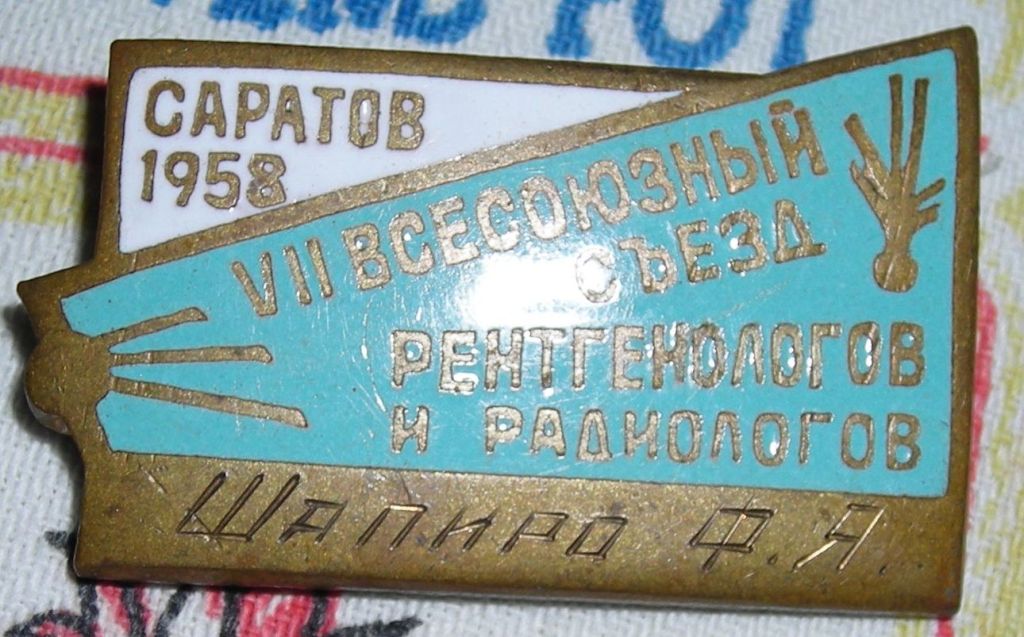 САРАТОВ
1958
VII ВСЕСОЮЗНЫЙ
СЪЕЗД
РЕНТГЕНОЛОГОВ
И РАДИОЛОГОВ
ШАПИРО Ф.Я.